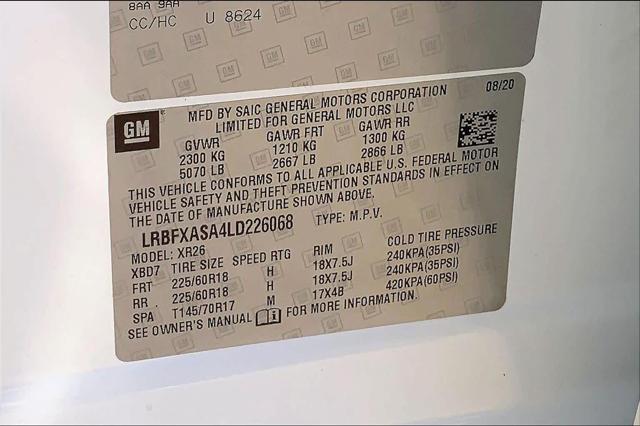 8AA 9AA
CC/HC U 8624
GM
08/20
MFD BY SAIC GENERAL MOTORS CORPORATION
LIMITED FOR GENERAL MOTORS LLC
GVWR GAWR FRT GAWR RR
2300 KG 1210 KG 1300 KG
5070 LB 2667 LB 2866 LB
THIS VEHICLE CONFORMS TO ALL APPLICABLE U.S. FEDERAL MOTOR
VEHICLE SAFETY AND THEFT PREVENTION STANDARDS IN EFFECT ON
THE DATE OF MANUFACTURE SHOWN ABOVE.
LRBFXASA4LD226068 TYPE: M.P.V.
MODEL: XR26
XBD7 TIRE SIZE SPEED RTG RIM COLD TIRE PRESSURE
FRT 225/60R18 H 18X7.5J 240KPA(35PSI)
RR 225/60R18 H 18X7.5J 240KPA(35PSI)
SPA T145/70R17 M 17X4B 420KPA(60PSI)
SEE OWNER'S MANUAL FOR MORE INFORMATION.